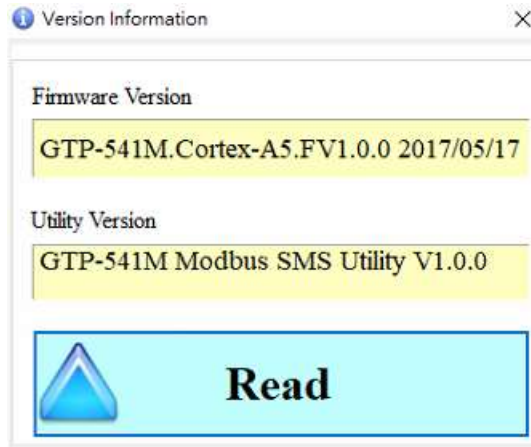 Version Information
Firmware Version
GTP-541M.Cortex-A5.FV1.0.0 2017/05/17
Utility Version
GTP-541M Modbus SMS Utility V1.0.0
Read